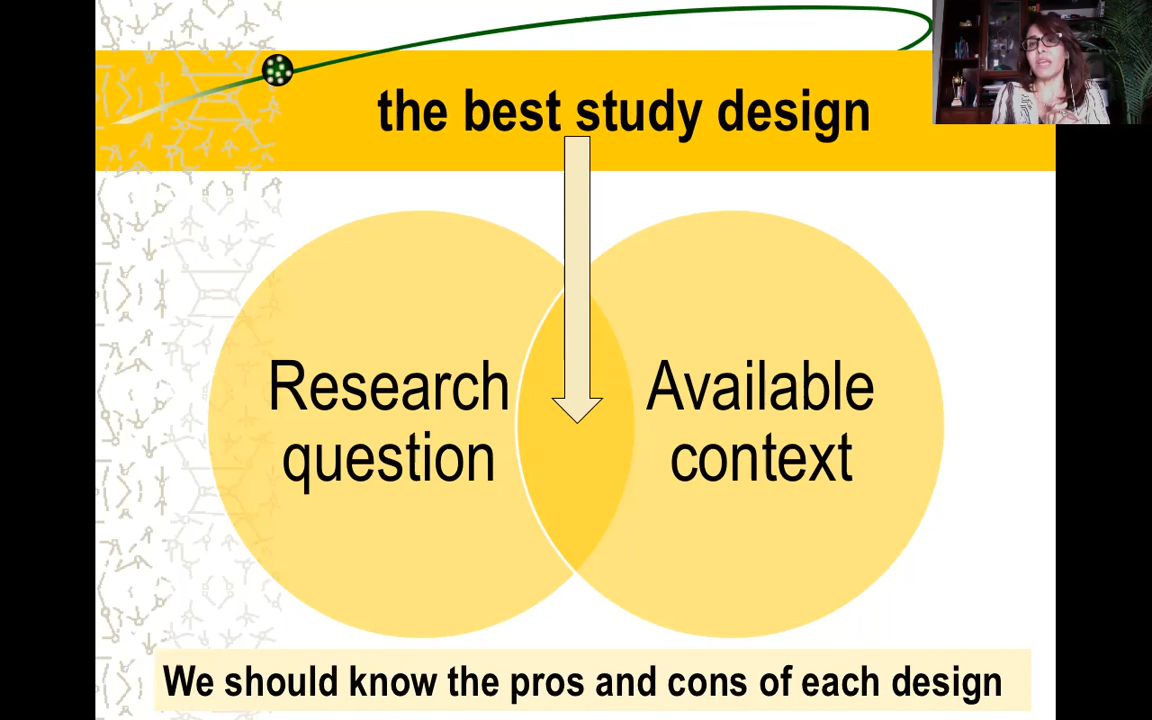 the best study design
Research
question
Available
context
We should know the pros and cons of each design